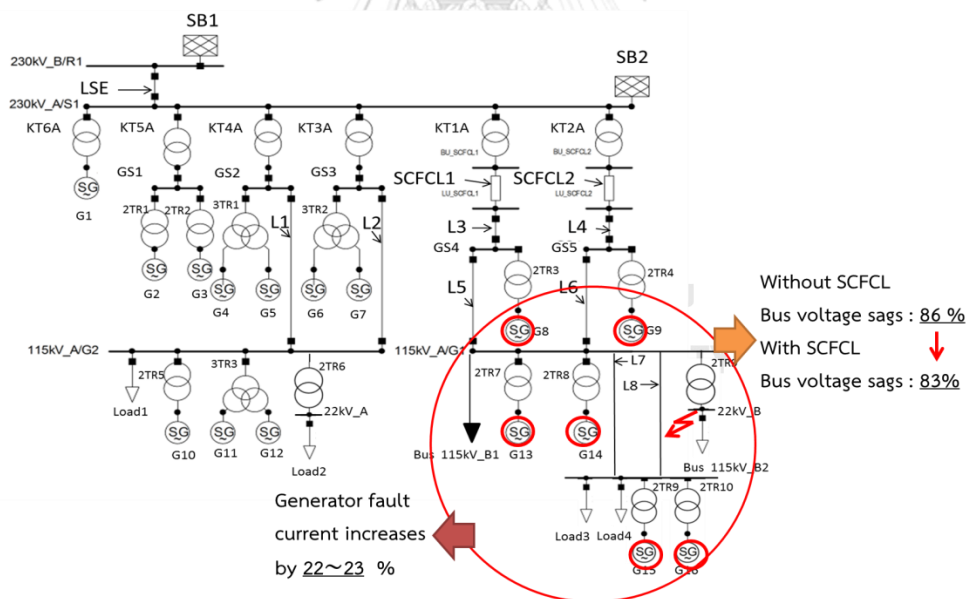 SB1
230kV_B/R1
LSE
SB2
230kV_A/S1
KT6A
KT5A
KT4A
KT3A
KT1A
KT2A
BU_SCFCL1
BU_SCFCL2
SG
G1
GS1
GS2
GS3
SCFCL1
SCFCL2
LU_SCFCL1
LU_SCFCL2
2TR1
2TR2
3TR1
3TR2
L1
L2
L3
L4
GS4
GS5
SG
G2
SG
G3
SG
G4
SG
G5
SG
G6
SG
G7
2TR3
2TR4
L5
L6
SG
G8
SG
G9
Without SCFCL
Bus voltage sags : 86 %
With SCFCL
Bus voltage sags : 83%
115kV_A/G2
115kV_A/G1
2TR5
3TR3
2TR6
2TR7
2TR8
L7
L8
Load1
22kV_A
22kV_B
SG
G10
SG
G11
SG
G12
Load2
Bus 115kV_B1
SG
G13
SG
G14
Bus 115kV_B2
Generator fault
current increases
by 22～23 %
2TR9
2TR10
Load3
Load4
SG
G15
SG
G16